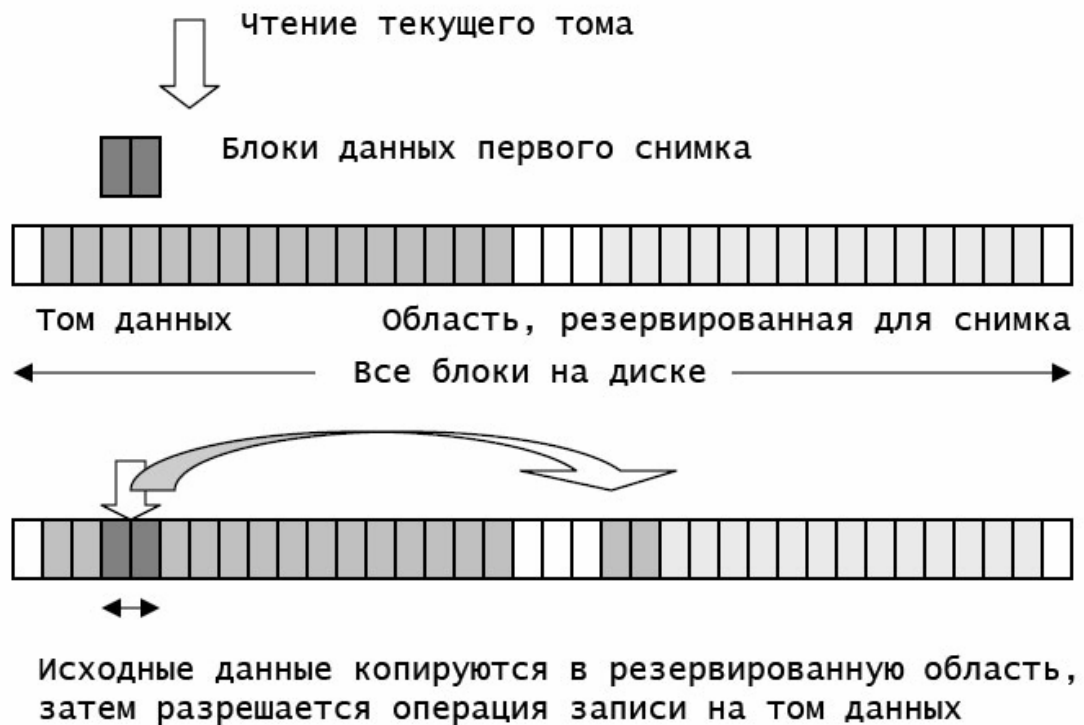 Чтение текущего тома
Блоки данных первого снимка
Том данных
Область, резервированная для снимка
Все блоки на диске
Исходные данные копируются в резервированную область,
затем разрешается операция записи на том данных